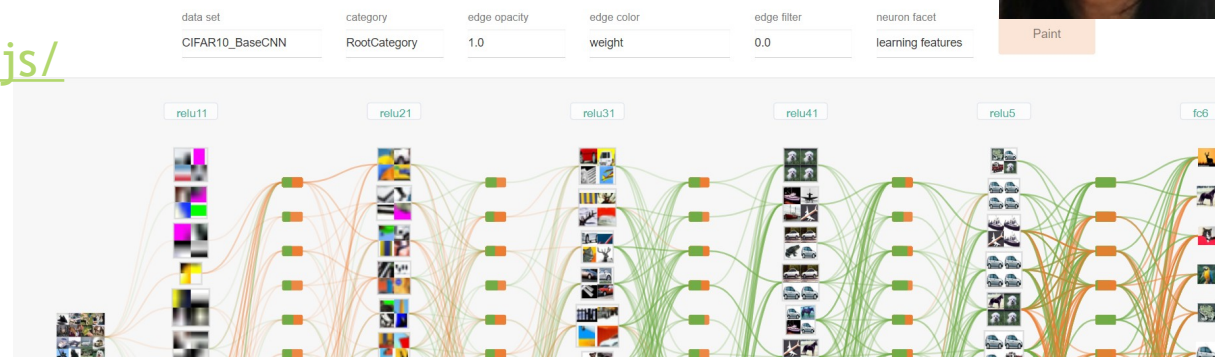 data set category edge opacity edge color edge filter neuron facet
CIFAR10_BaseCNN RootCategory 1.0 weight 0.0 learning features Paint
js/
relu11 relu21 relu31 relu41 relu5 fc6